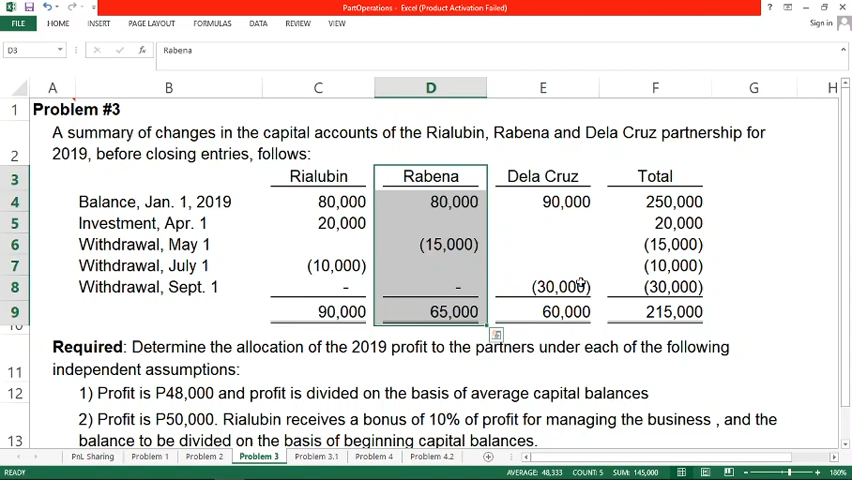 PartOperations - Excel (Product Activation Failed)
FILE HOME INSERT PAGE LAYOUT FORMULAS DATA REVIEW VIEW Sign in
D3 fx Rabena
A B C D E F G H
1 Problem #3
A summary of changes in the capital accounts of the Rialubin, Rabena and Dela Cruz partnership for
2 2019, before closing entries, follows:
3 Rialubin Rabena Dela Cruz Total
4 Balance, Jan. 1, 2019 80,000 80,000 90,000 250,000
5 Investment, Apr. 1 20,000 20,000
6 Withdrawal, May 1 (15,000) (15,000)
7 Withdrawal, July 1 (10,000) (10,000)
8 Withdrawal, Sept. 1 - - (30,000) (30,000)
9 90,000 65,000 60,000 215,000
10
Required: Determine the allocation of the 2019 profit to the partners under each of the following
11 independent assumptions:
12 1) Profit is P48,000 and profit is divided on the basis of average capital balances
2) Profit is P50,000. Rialubin receives a bonus of 10% of profit for managing the business , and the
13 balance to be divided on the basis of beginning capital balances.
PnL Sharing Problem 1 Problem 2 Problem 3 Problem 3.1 Problem 4 Problem 4.2
READY AVERAGE: 48,333 COUNT: 5 SUM: 145,000 180%